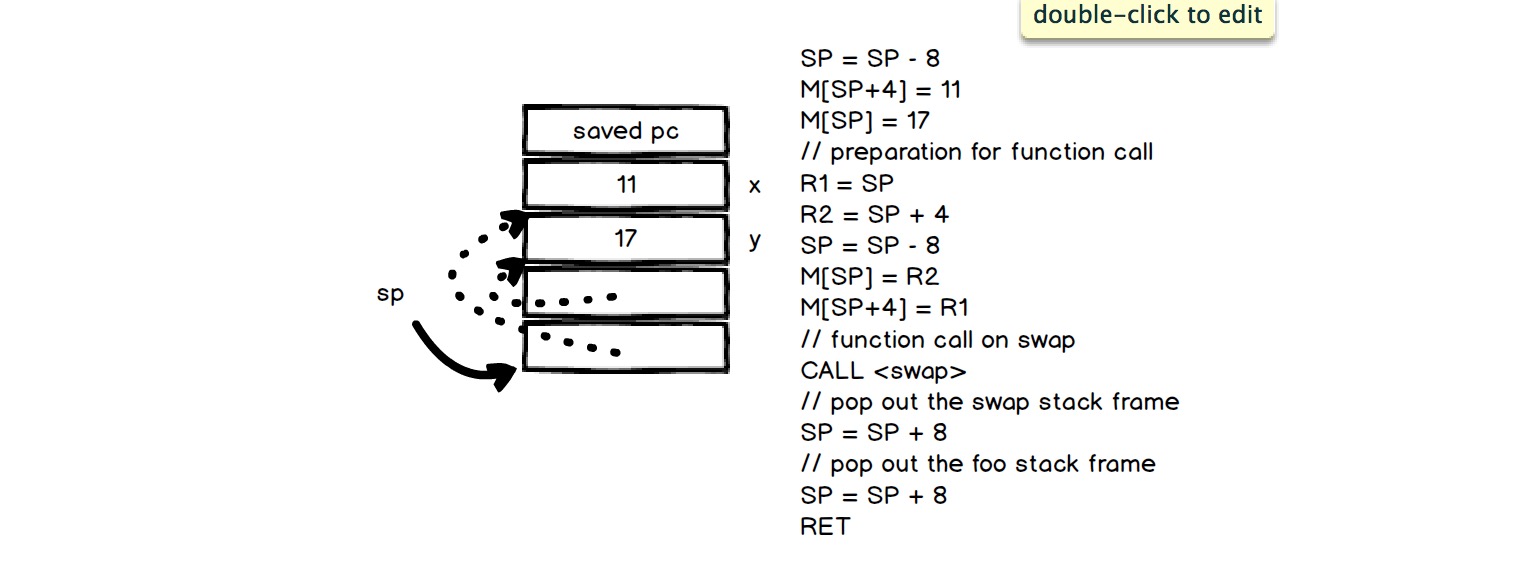 double-click to edit
saved pc
11 x
17 y
sp
SP = SP - 8
M[SP+4] = 11
M[SP] = 17
// preparation for function call
R1 = SP
R2 = SP + 4
SP = SP - 8
M[SP] = R2
M[SP+4] = R1
// function call on swap
CALL <swap>
// pop out the swap stack frame
SP = SP + 8
// pop out the foo stack frame
SP = SP + 8
RET